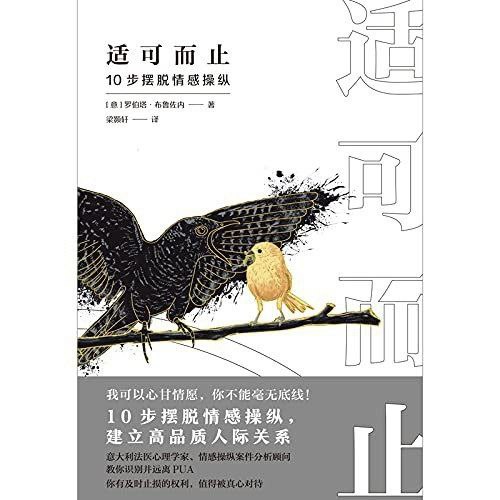 适可而止
10步摆脱情感操纵
[意]罗伯塔·布鲁佐内——著
梁颢轩——译
适可而止
我可以心甘情愿,你不能毫无底线!
10步摆脱情感操纵,
建立高品质人际关系
意大利法医心理学家、情感操纵案件分析顾问
教你识别并远离PUA
你有及时止损的权利,值得被真心对待